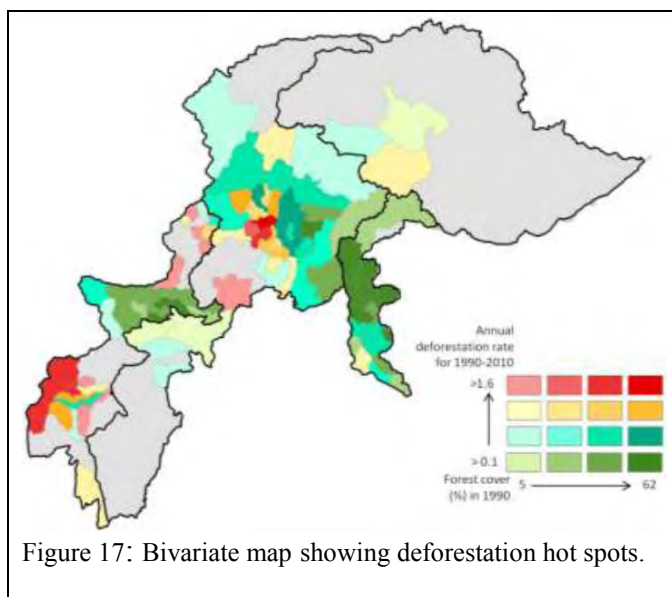 Annual
deforestation rate
for 1990-2010
>1.6
>0.1
Forest cover
(%) in 1990
5
62
Figure 17: Bivariate map showing deforestation hot spots.